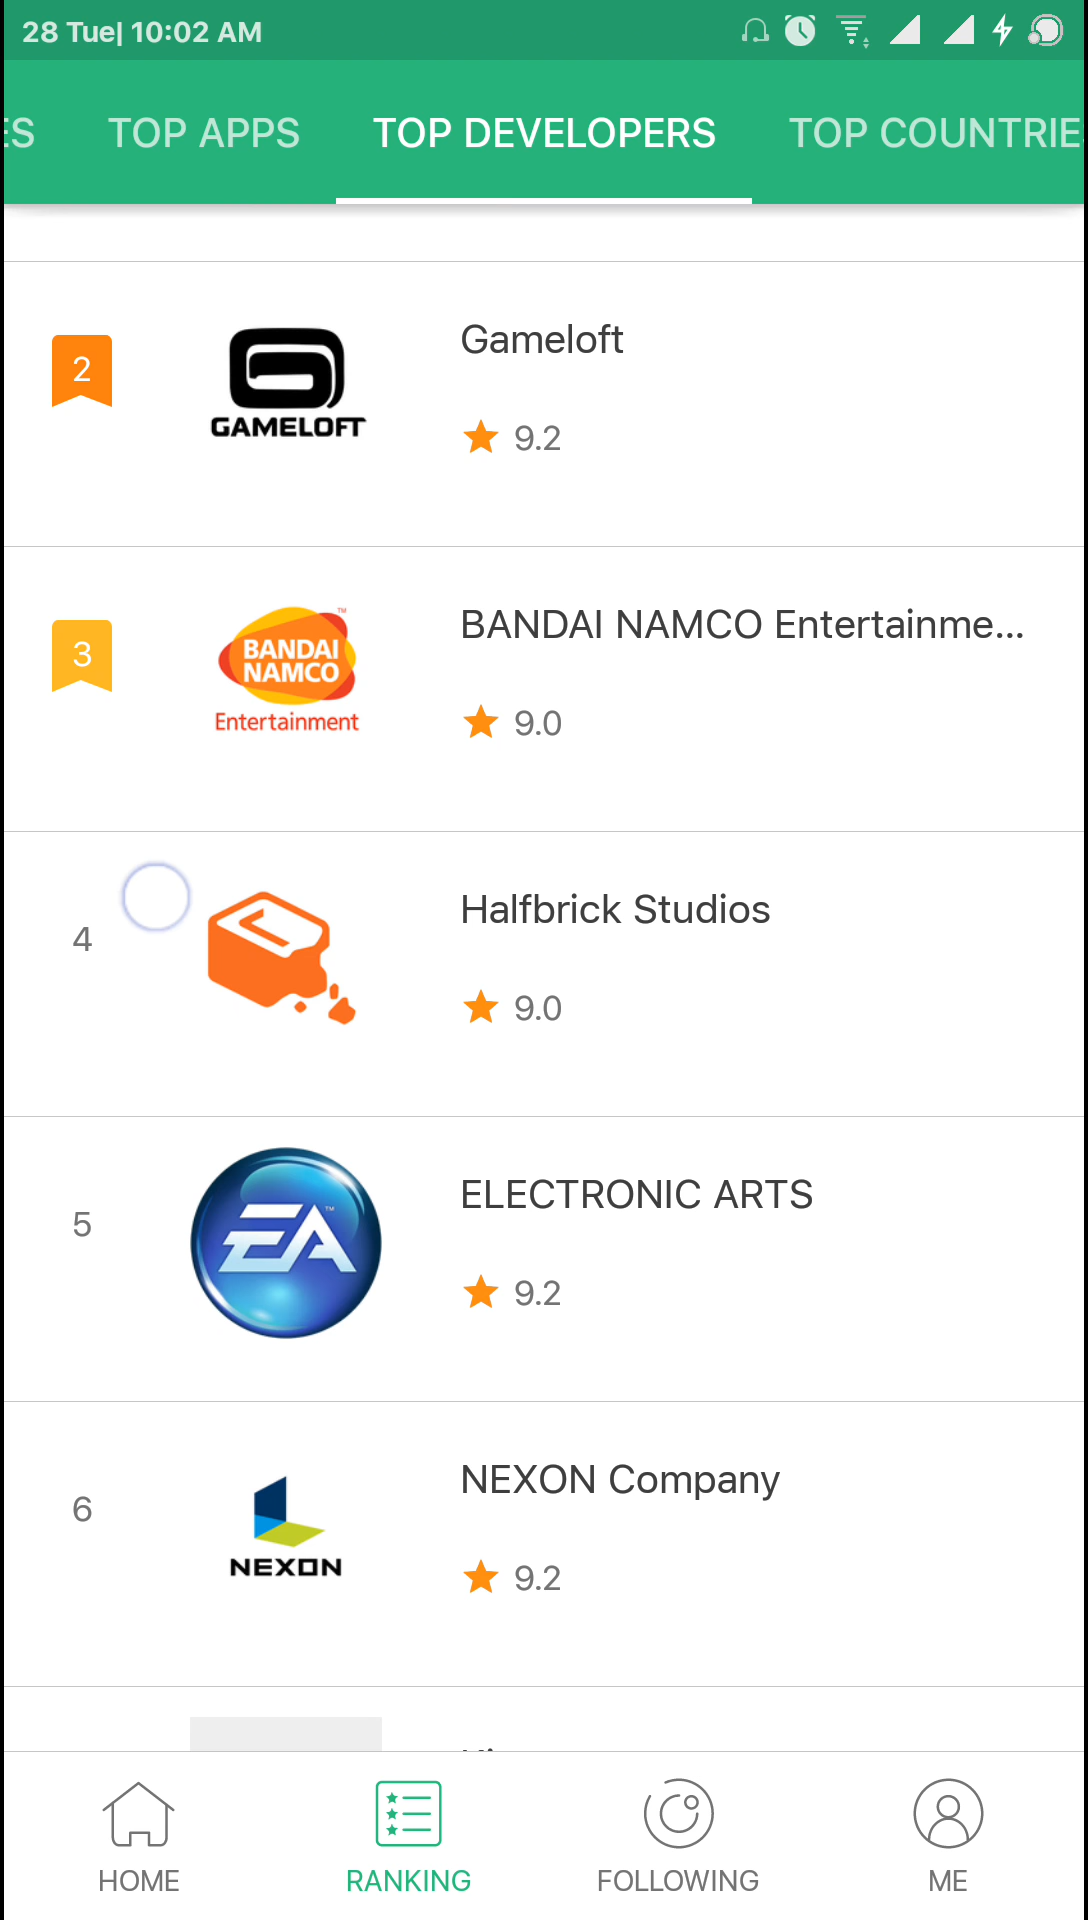 28 Tue| 10:02 AM
ES TOP APPS TOP DEVELOPERS TOP COUNTRIE
2
GAMELOFT
Gameloft
9.2
3
BANDAI
NAMCO
TM
Entertainment
BANDAI NAMCO Entertainme...
9.0
4
Halfbrick Studios
9.0
5
EA
TM
ELECTRONIC ARTS
9.2
6
NEXON
NEXON Company
9.2
HOME RANKING FOLLOWING ME